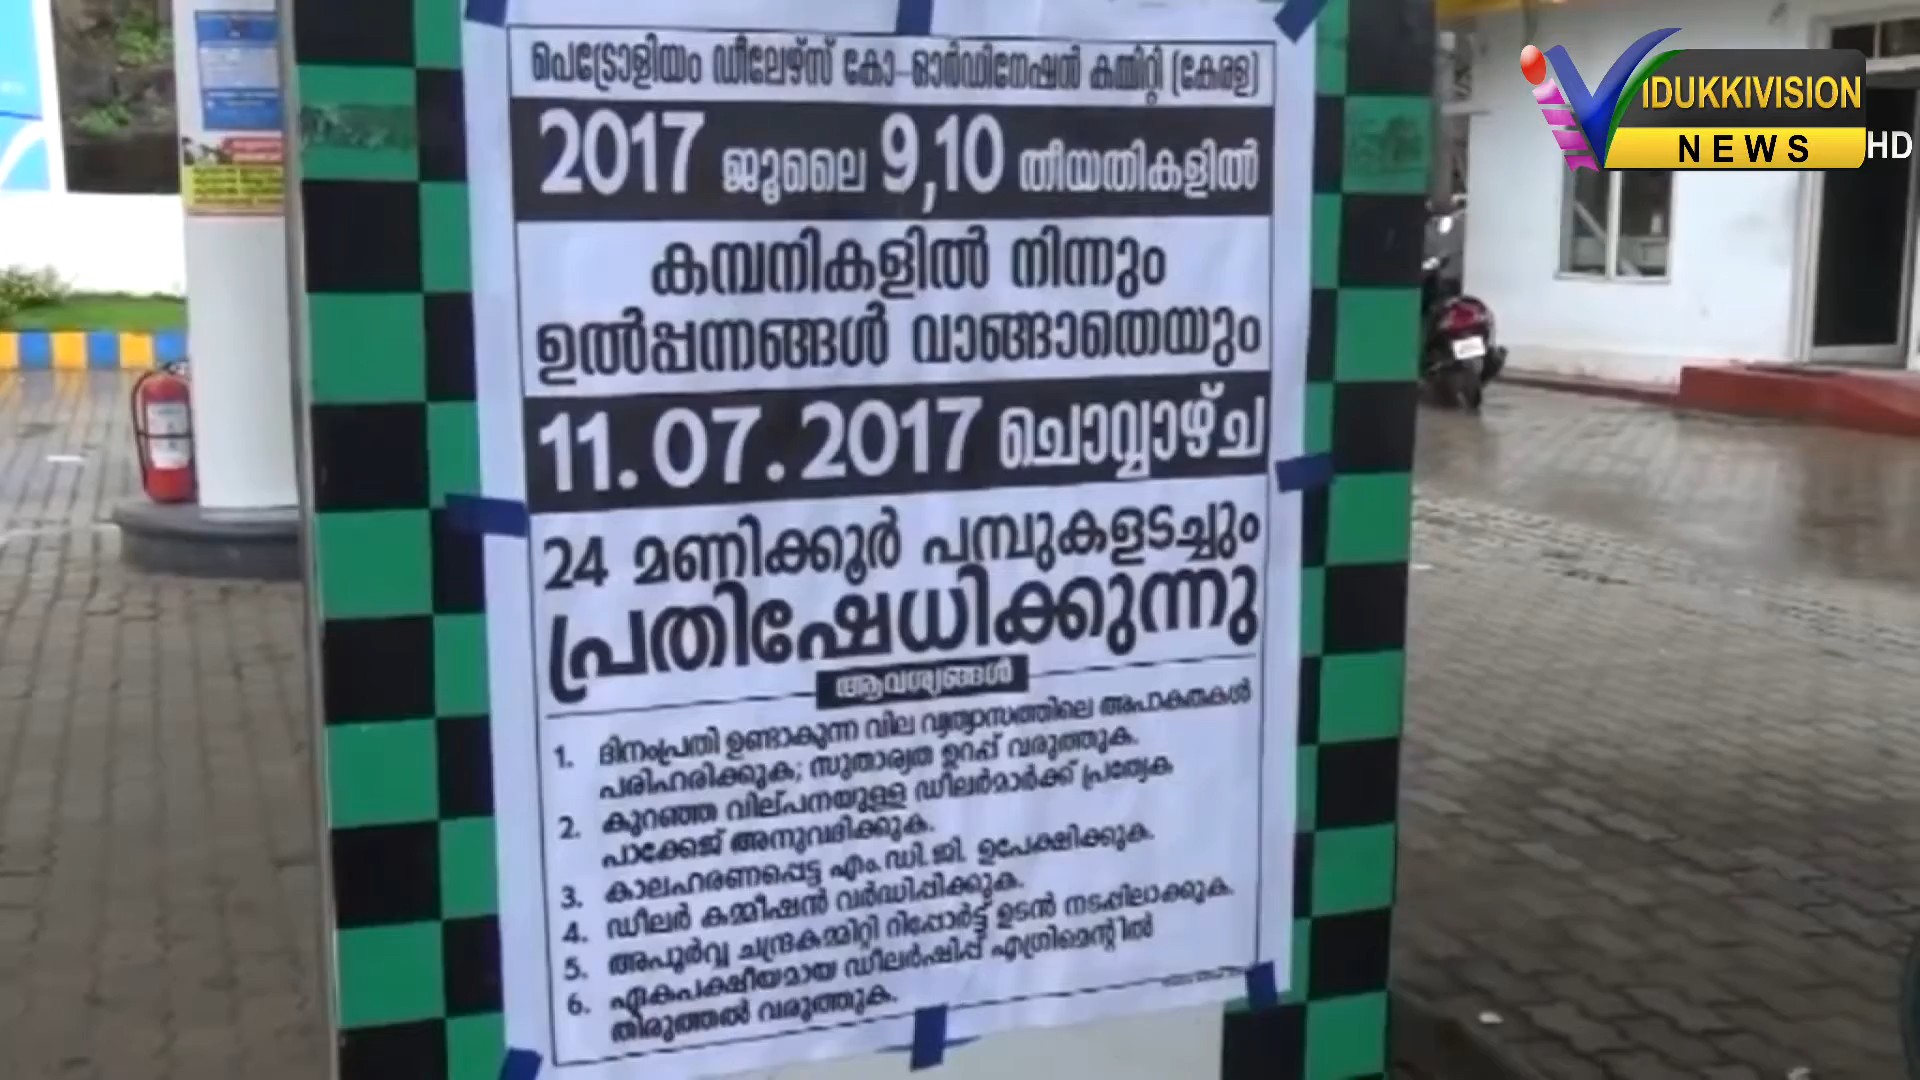 പെട്രോളിയം ഡീലേഴ്സ് കോ-ഓർഡിനേഷൻ കമ്മിറ്റി (കേരള)
2017 ജൂലൈ 9,10 തീയതികളിൽ
കമ്പനികളിൽ നിന്നും
ഉൽപ്പന്നങ്ങൾ വാങ്ങാതെയും
11.07.2017 ചൊവ്വാഴ്ച
24 മണിക്കൂർ പമ്പുകളടച്ചും
പ്രതിഷേധിക്കുന്നു
ആവശ്യങ്ങൾ
1. ദിനംപ്രതി ഉണ്ടാകുന്ന വില വ്യത്യാസത്തിലെ അപാകതകൾ
പരിഹരിക്കുക; സുതാര്യത ഉറപ്പ് വരുത്തുക.
2. കുറഞ്ഞ വില്പനയുള്ള ഡീലർമാർക്ക് പ്രത്യേക
പാക്കേജ് അനുവദിക്കുക.
3. കാലഹരണപ്പെട്ട എം.ഡി.ജി. ഉപേക്ഷിക്കുക.
4. ഡീലർ കമ്മീഷൻ വർദ്ധിപ്പിക്കുക.
5. അപൂർവ്വ ചന്ദ്രകമ്മിറ്റി റിപ്പോർട്ട് ഉടൻ നടപ്പിലാക്കുക.
6. ഏകപക്ഷീയമായ ഡീലർഷിപ്പ് എഗ്രിമെന്റിൽ
തിരുത്തൽ വരുത്തുക.
IDUKKIVISION
NEWS HD